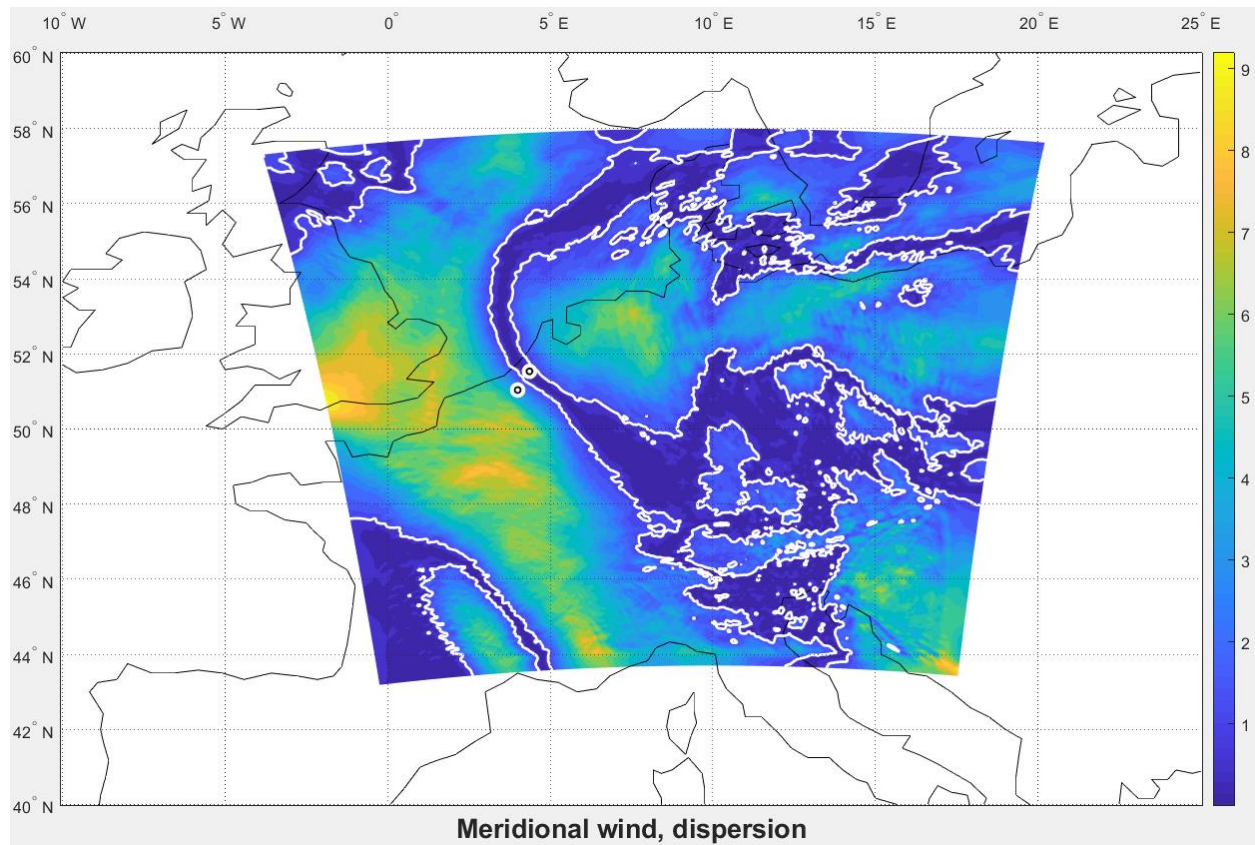 10° W 5° W 0° 5° E 10° E 15° E 20° E 25° E
60° N
58° N
56° N
54° N
52° N
50° N
48° N
46° N
44° N
42° N
40° N
9
8
7
6
5
4
3
2
1
Meridional wind, dispersion